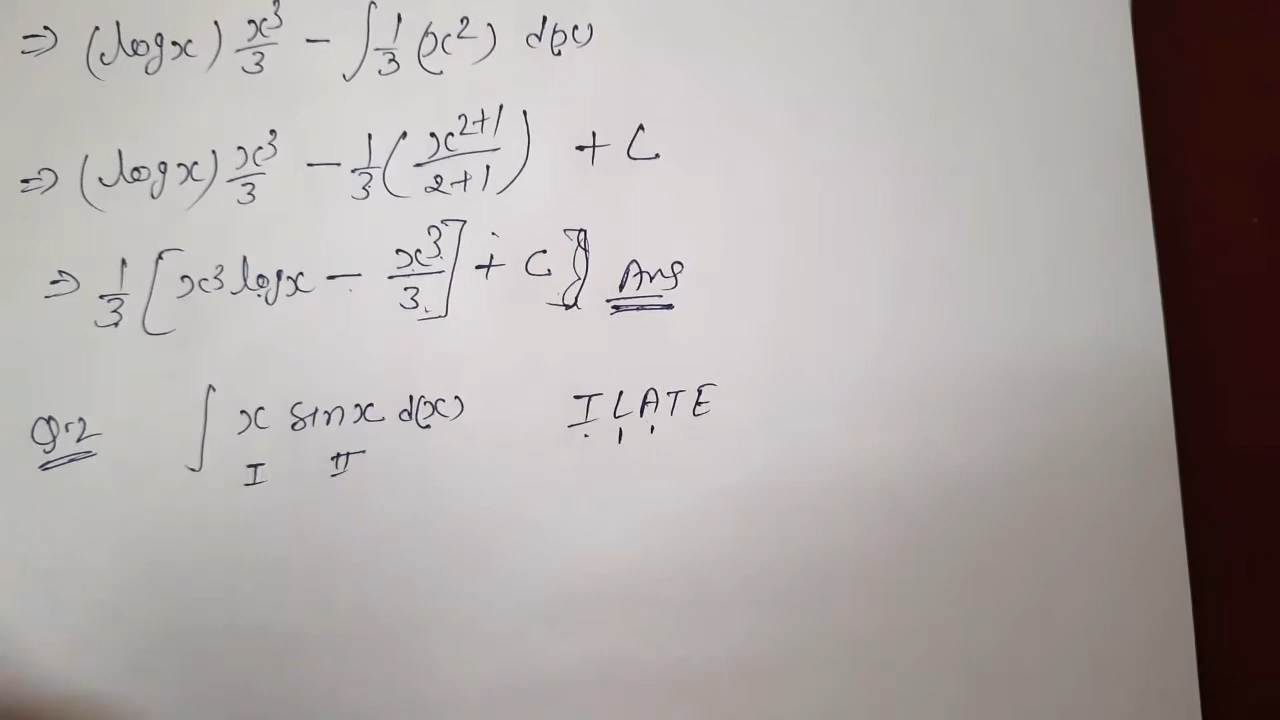 ⇒ (log x) x³/3 − ∫ 1/3 (x²) d(x)
⇒ (log x) x³/3 − 1/3 (x²⁺¹/2+1) + C
⇒ 1/3 [x³ log x − x³/3] + C] Ans
Q.2 ∫ x sin x d(x) ILATE
I II